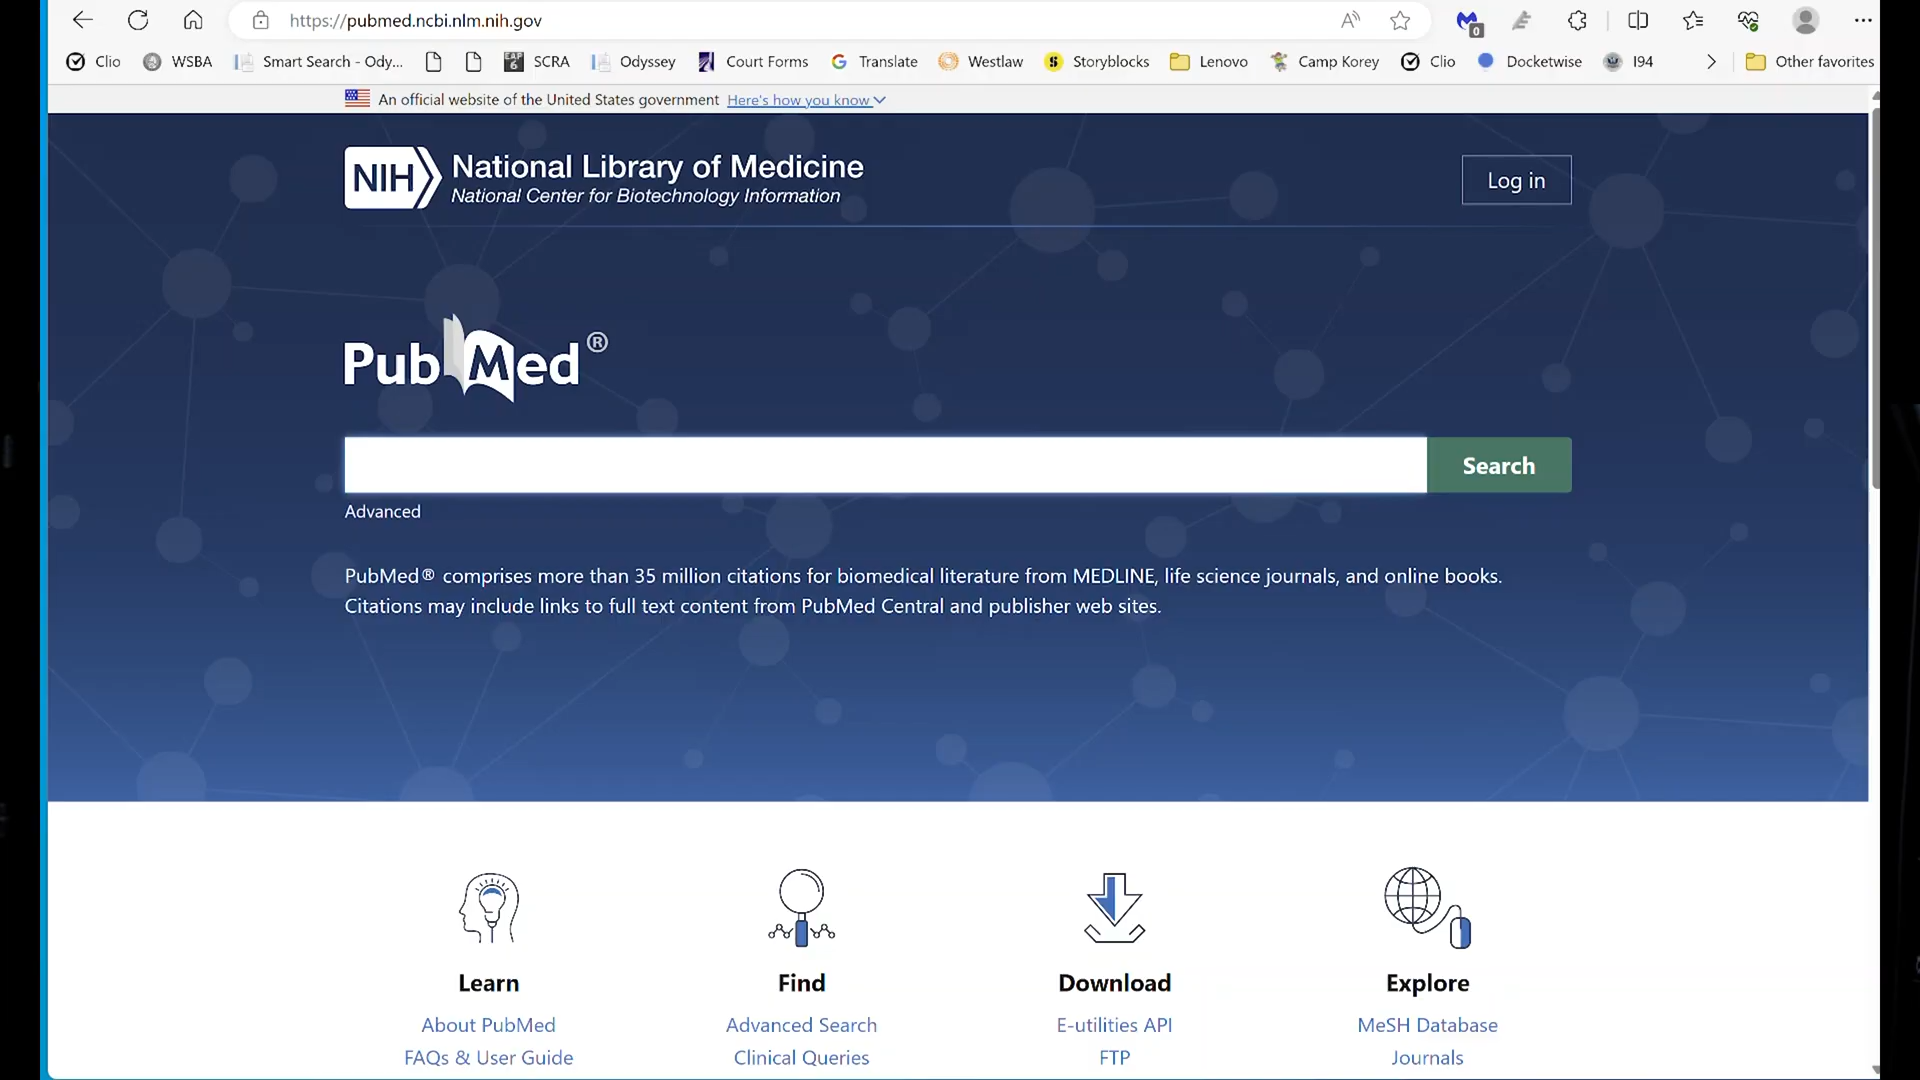 https://pubmed.ncbi.nlm.nih.gov
0
Clio WSBA Smart Search - Ody... SCRA Odyssey Court Forms Translate Westlaw Storyblocks Lenovo Camp Korey Clio Docketwise I94 Other favorites
An official website of the United States government Here's how you know
NIH National Library of Medicine
National Center for Biotechnology Information
Log in
PubMed®
Search
Advanced
PubMed® comprises more than 35 million citations for biomedical literature from MEDLINE, life science journals, and online books.
Citations may include links to full text content from PubMed Central and publisher web sites.
Learn Find Download Explore
About PubMed Advanced Search E-utilities API MeSH Database
FAQs & User Guide Clinical Queries FTP Journals